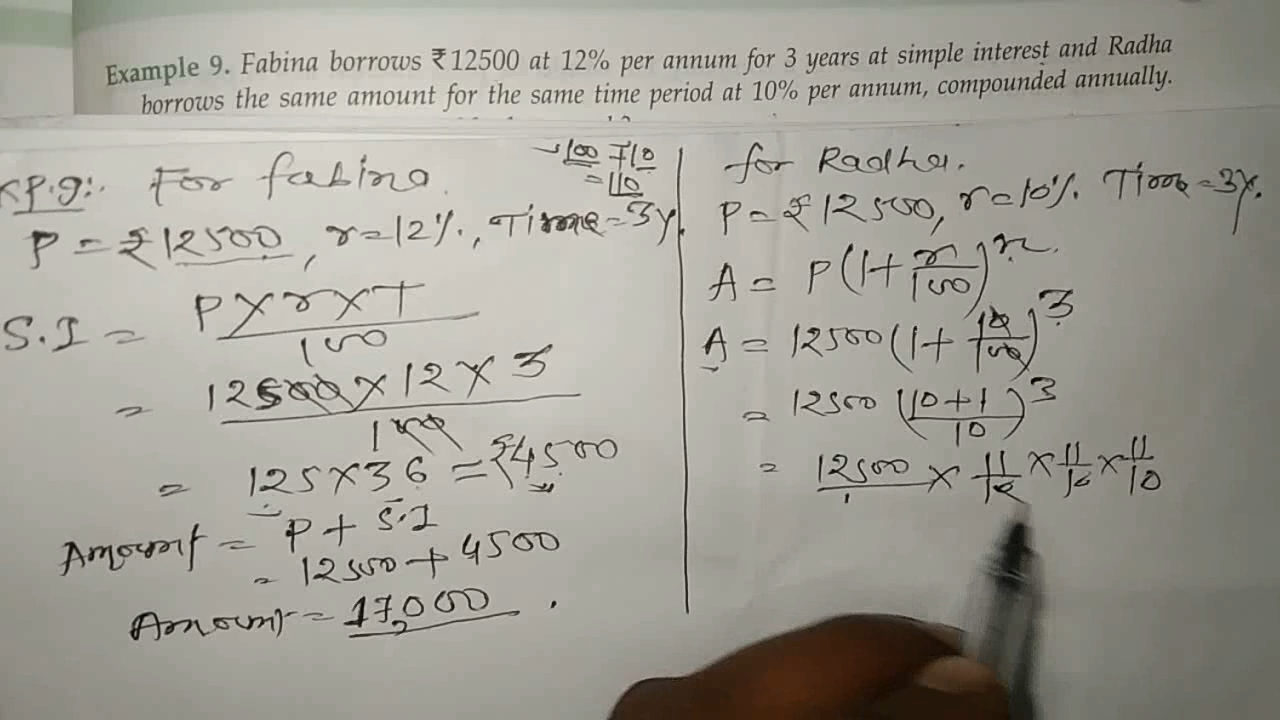 Example 9. Fabina borrows ₹12500 at 12% per annum for 3 years at simple interest and Radha
borrows the same amount for the same time period at 10% per annum, compounded annually.
For fabina
100 + 10
= 110
P = ₹12500, r = 12%, Time = 3y.
S.I = P × r × T / 100
= 12500 × 12 × 3 / 100
= 125 × 36 = ₹4500
Amount = P + S.I
= 12500 + 4500
Amount = 17,000.
for Radha.
P = ₹12500, r = 10%. Time = 3y.
A = P(1 + r/100)^n.
A = 12500(1 + 10/100)^3
= 12500 (10+1/10)^3
= 12500 × 11/10 × 11/10 × 11/10